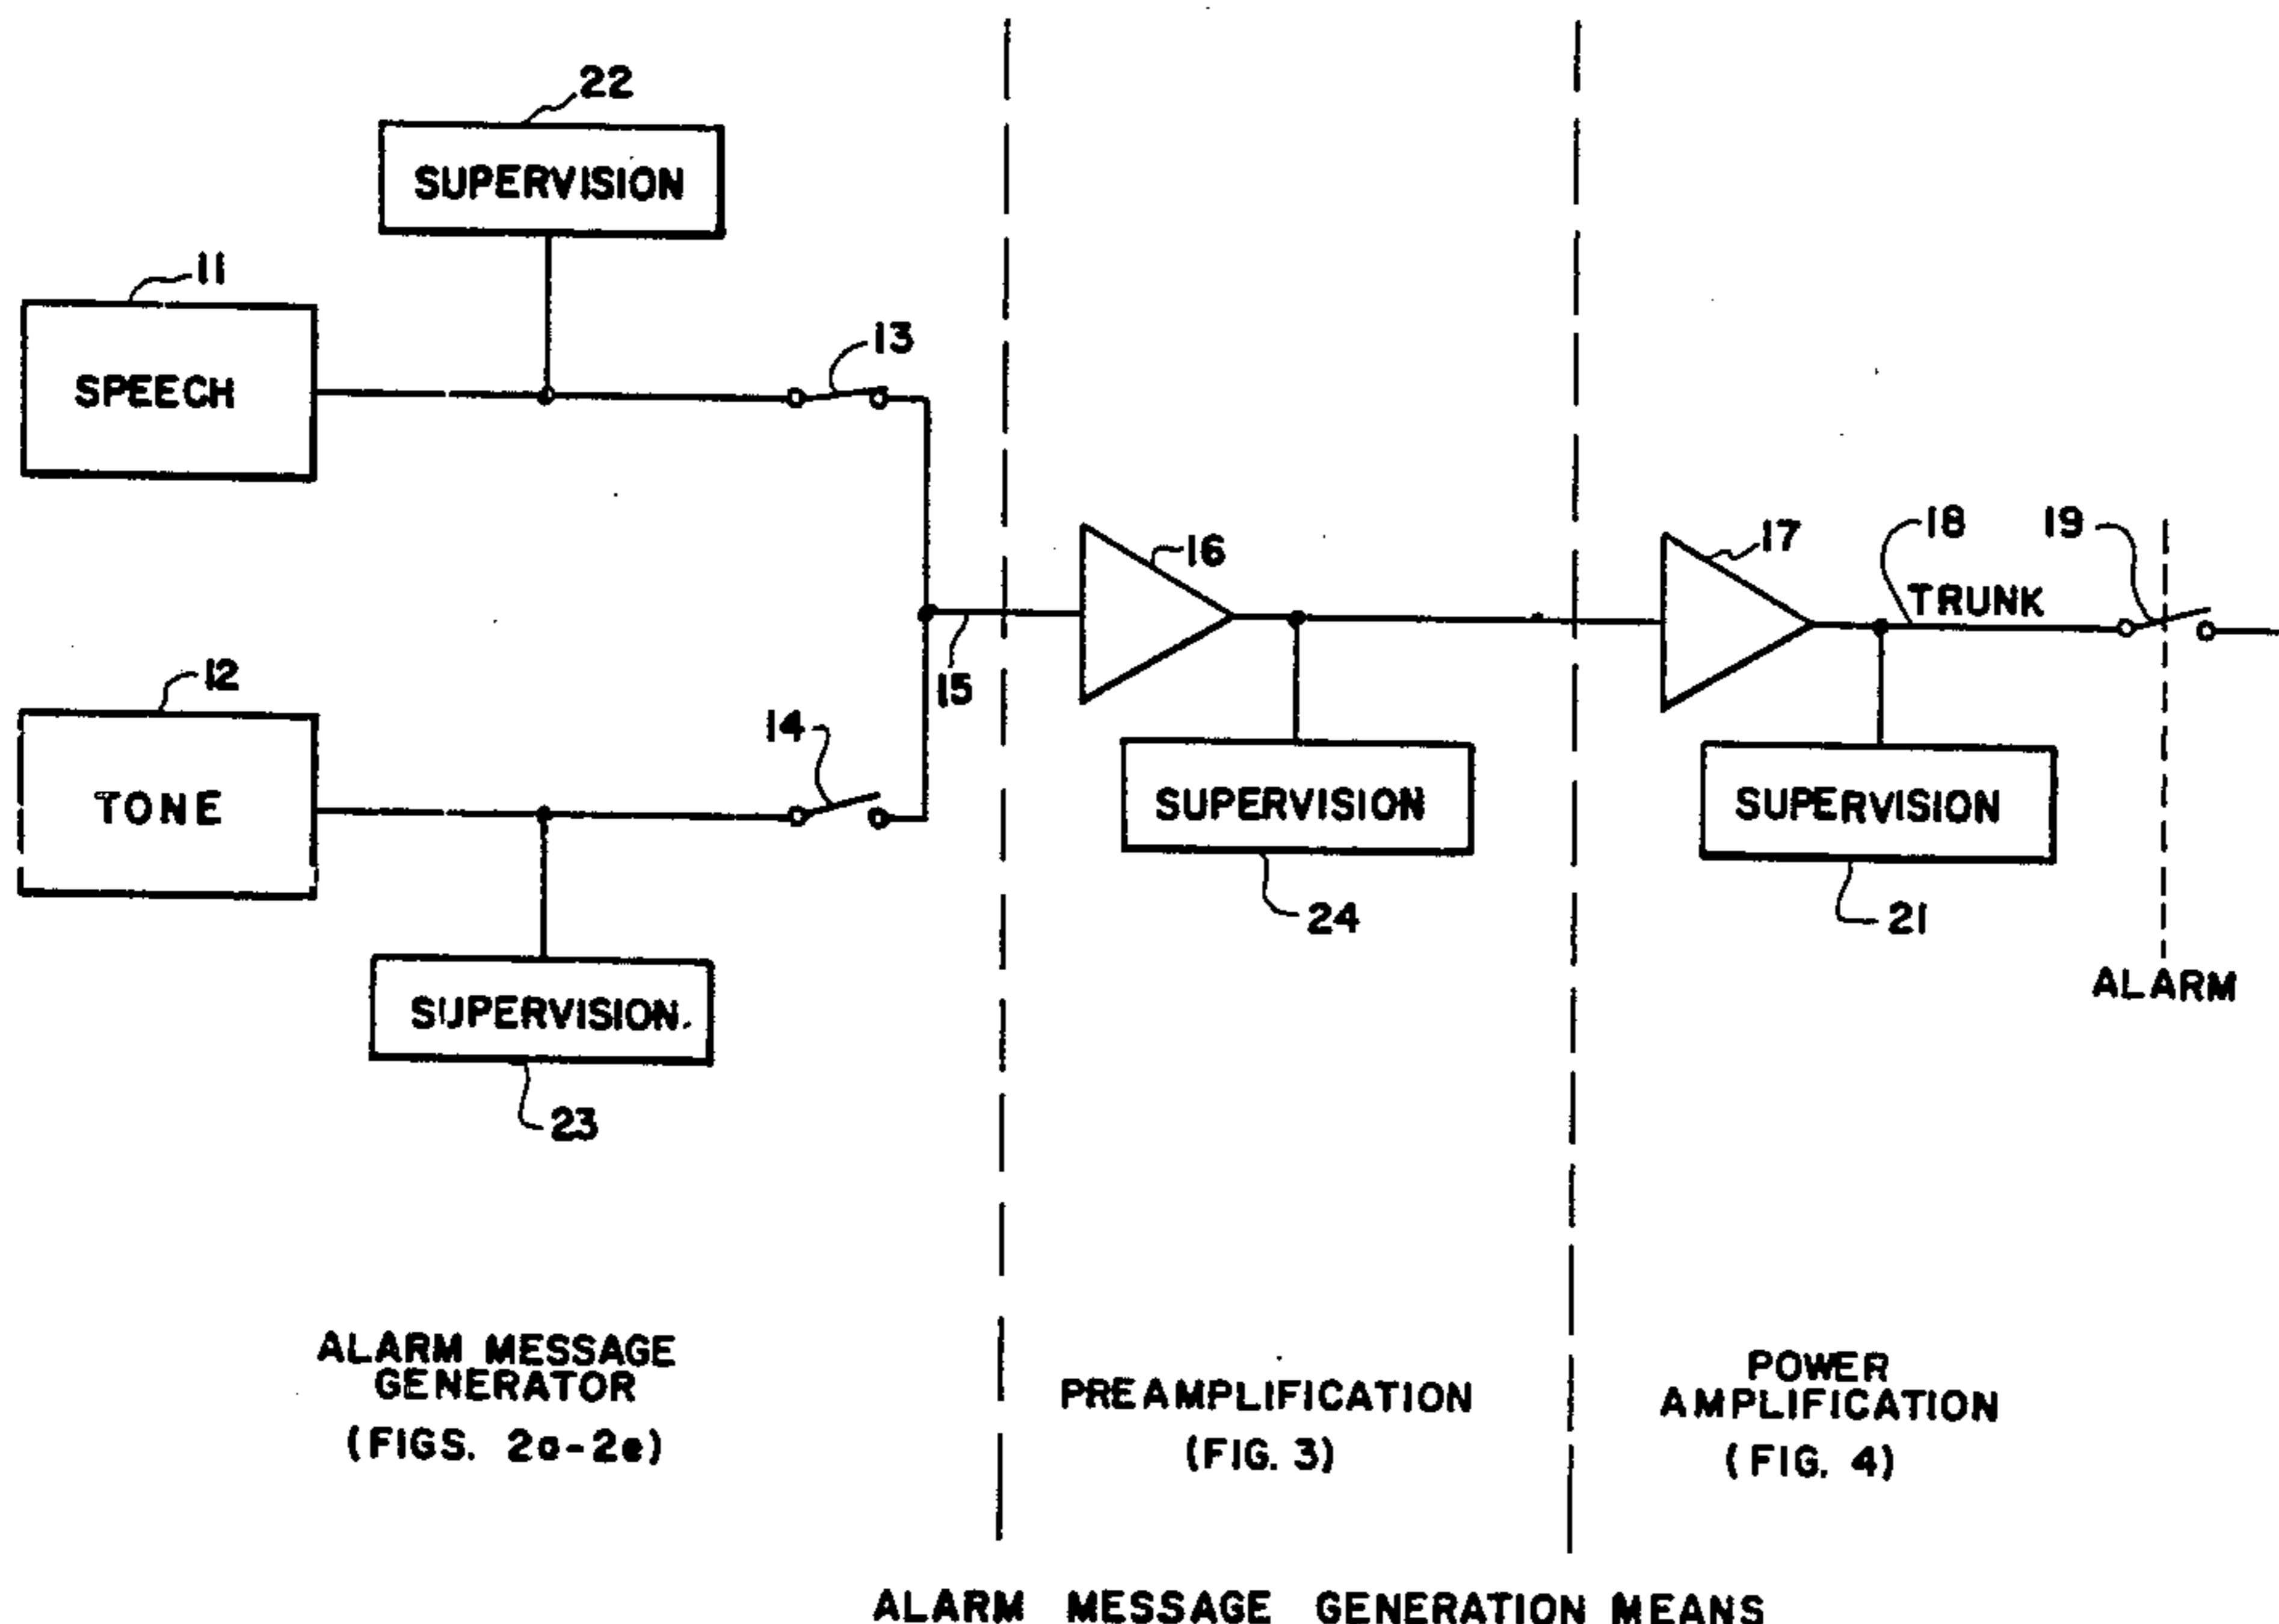 22
SUPERVISION
11
13
SPEECH
16
17
18
19
TRUNK
12
15
14
TONE
SUPERVISION
SUPERVISION
24
21
ALARM
SUPERVISION.
23
ALARM MESSAGE
GENERATOR
(FIGS. 2a-2e)
PREAMPLIFICATION
(FIG. 3)
POWER
AMPLIFICATION
(FIG. 4)
ALARM MESSAGE GENERATION MEANS